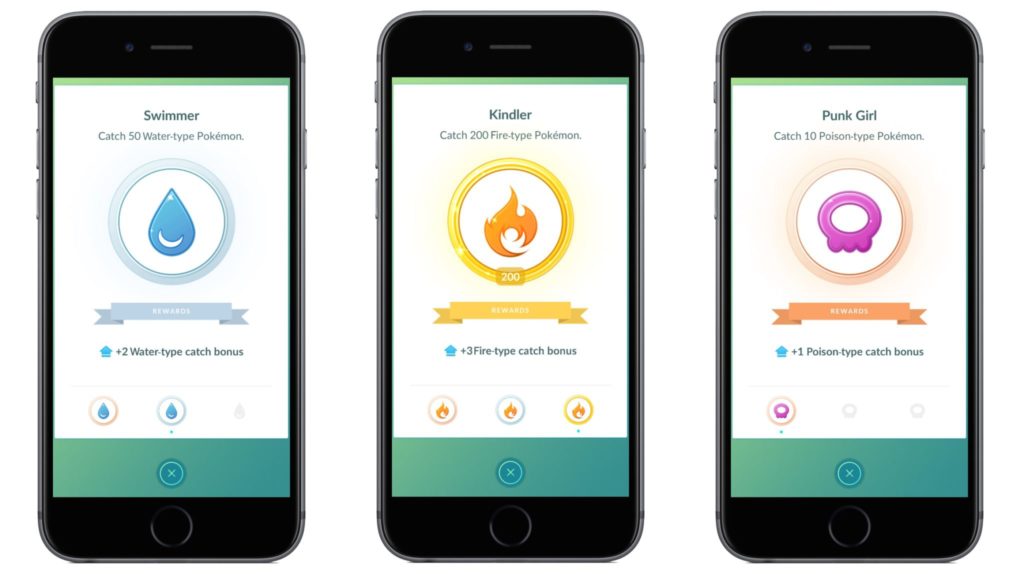 Swimmer
Catch 50 Water-type Pokémon.
REWARDS
+2 Water-type catch bonus
Kindler
Catch 200 Fire-type Pokémon.
200
REWARDS
+3 Fire-type catch bonus
Punk Girl
Catch 10 Poison-type Pokémon.
REWARDS
+1 Poison-type catch bonus